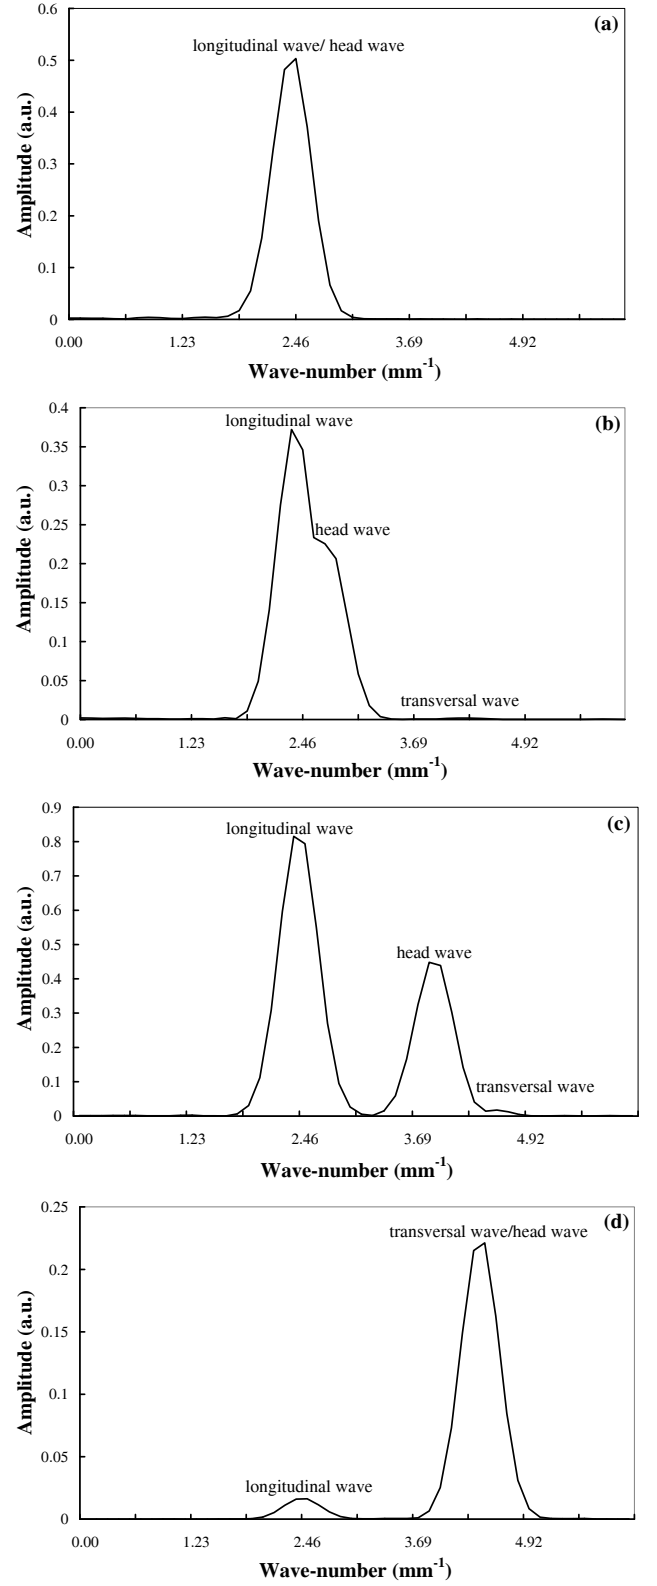 (a)
longitudinal wave/ head wave
0.6
0.5
0.4
0.3
0.2
0.1
0
Amplitude (a.u.)
0.00 1.23 2.46 3.69 4.92
Wave-number (mm⁻¹)
(b)
longitudinal wave
head wave
transversal wave
0.4
0.35
0.3
0.25
0.2
0.15
0.1
0.05
0
Amplitude (a.u.)
0.00 1.23 2.46 3.69 4.92
Wave-number (mm⁻¹)
(c)
longitudinal wave
head wave
transversal wave
0.9
0.8
0.7
0.6
0.5
0.4
0.3
0.2
0.1
0
Amplitude (a.u.)
0.00 1.23 2.46 3.69 4.92
Wave-number (mm⁻¹)
(d)
transversal wave/head wave
longitudinal wave
0.25
0.2
0.15
0.1
0.05
0
Amplitude (a.u.)
0.00 1.23 2.46 3.69 4.92
Wave-number (mm⁻¹)